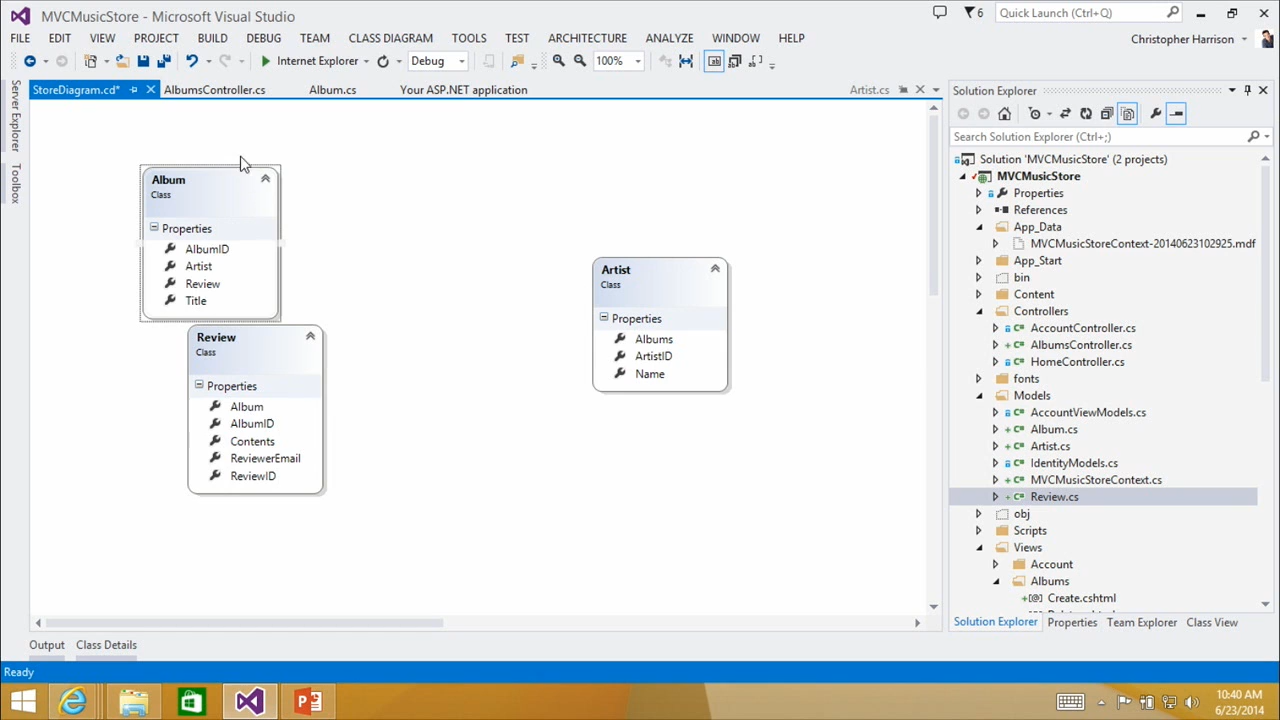 MVCMusicStore - Microsoft Visual Studio
6
Quick Launch (Ctrl+Q)
FILE EDIT VIEW PROJECT BUILD DEBUG TEAM CLASS DIAGRAM TOOLS TEST ARCHITECTURE ANALYZE WINDOW HELP
Christopher Harrison
Internet Explorer Debug 100%
StoreDiagram.cd* AlbumsController.cs Album.cs Your ASP.NET application Artist.cs
Server Explorer
Toolbox
Album
Class
Properties
AlbumID
Artist
Review
Title
Review
Class
Properties
Album
AlbumID
Contents
ReviewerEmail
ReviewID
Artist
Class
Properties
Albums
ArtistID
Name
Solution Explorer
Search Solution Explorer (Ctrl+;)
Solution 'MVCMusicStore' (2 projects)
MVCMusicStore
Properties
References
App_Data
MVCMusicStoreContext-20140623102925.mdf
App_Start
bin
Content
Controllers
AccountController.cs
AlbumsController.cs
HomeController.cs
fonts
Models
AccountViewModels.cs
Album.cs
Artist.cs
IdentityModels.cs
MVCMusicStoreContext.cs
Review.cs
obj
Scripts
Views
Account
Albums
Create.cshtml
Solution Explorer Properties Team Explorer Class View
Output Class Details
Ready
10:40 AM
6/23/2014